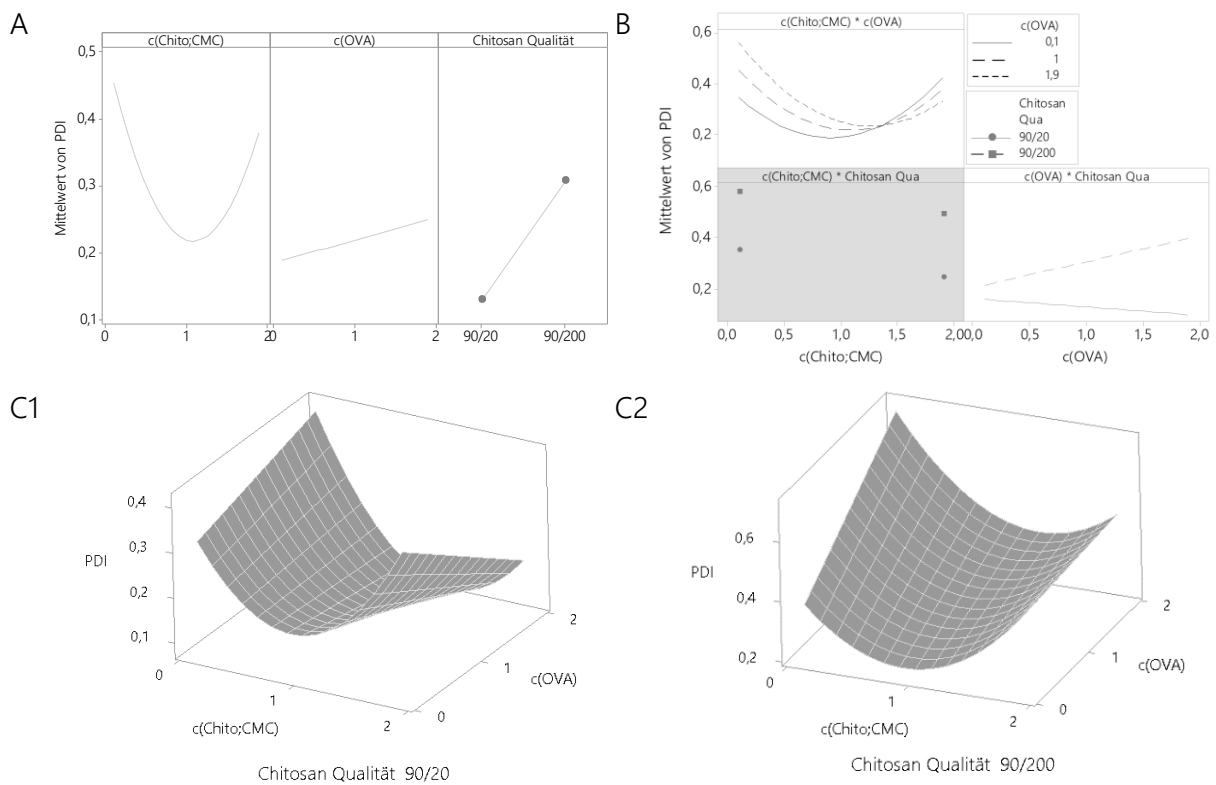 A
c(Chito;CMC) c(OVA) Chitosan Qualität
Mittelwert von PDI
0,5
0,4
0,3
0,2
0,1
0 1 2 0 1 2 90/20 90/200
B
c(Chito;CMC) * c(OVA)
c(OVA)
0,1
1
1,9
Chitosan
Qua
90/20
90/200
Mittelwert von PDI
0,6
0,4
0,2
c(Chito;CMC) * Chitosan Qua c(OVA) * Chitosan Qua
0,6
0,4
0,2
0,0 0,5 1,0 1,5 2,0 0,0 0,5 1,0 1,5 2,0
c(Chito;CMC) c(OVA)
C1
0,4
0,3
0,2
0,1
PDI
0
1
2
c(Chito;CMC)
0
1
2
c(OVA)
Chitosan Qualität 90/20
C2
0,6
0,4
0,2
PDI
0
1
2
c(Chito;CMC)
0
1
2
c(OVA)
Chitosan Qualität 90/200